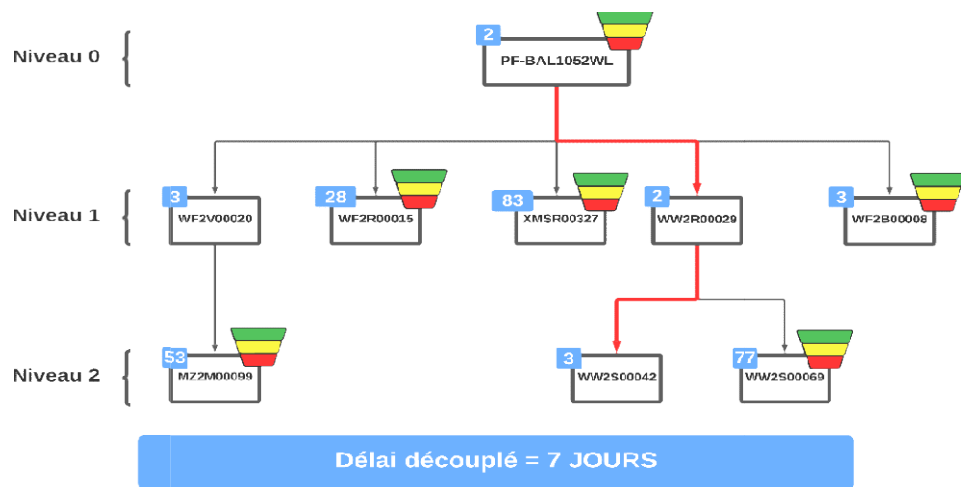 Niveau 0
2
PF-BAL1052WL
Niveau 1
3
WF2V00020
28
WF2R00015
83
XMSR00327
2
WW2R00029
3
WF2B00008
Niveau 2
53
MZ2M00099
3
WW2S00042
77
WW2S00069
Délai découplé = 7 JOURS